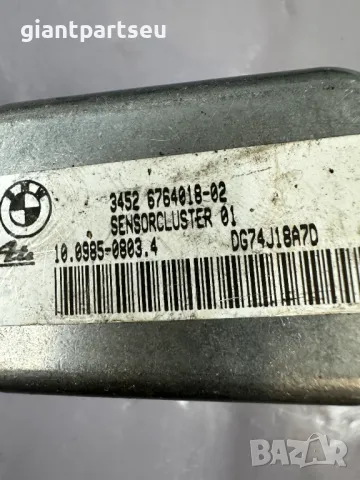 giantpartseu
3452 6764018-02
SENSORCLUSTER 01
Ate
10.0985-0803.4
DG74J18A7D
BAZAR